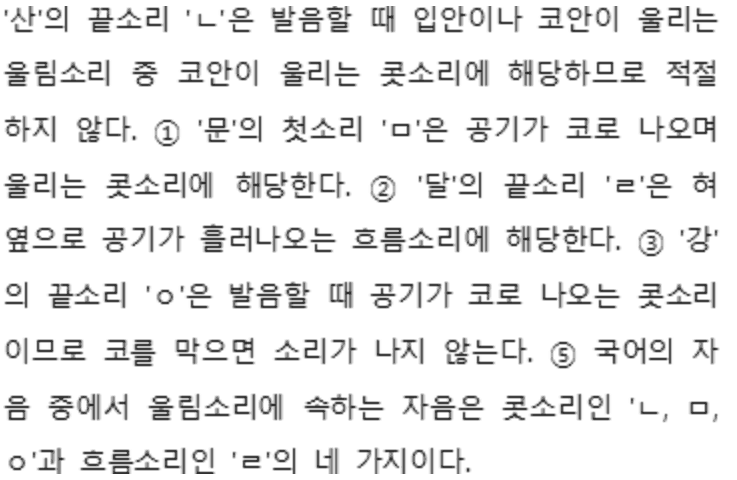 '산'의 끝소리 'ㄴ'은 발음할 때 입안이나 코안이 울리는
울림소리 중 코안이 울리는 콧소리에 해당하므로 적절
하지 않다. ① '문'의 첫소리 'ㅁ'은 공기가 코로 나오며
울리는 콧소리에 해당한다. ② '달'의 끝소리 'ㄹ'은 혀
옆으로 공기가 흘러나오는 흐름소리에 해당한다. ③ '강'
의 끝소리 'ㅇ'은 발음할 때 공기가 코로 나오는 콧소리
이므로 코를 막으면 소리가 나지 않는다. ⑤ 국어의 자
음 중에서 울림소리에 속하는 자음은 콧소리인 'ㄴ, ㅁ,
ㅇ'과 흐름소리인 'ㄹ'의 네 가지이다.